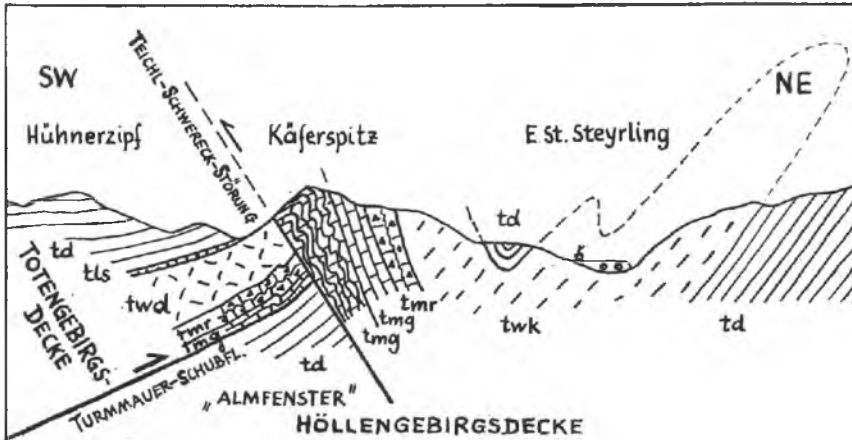 SW
NE
TEICHL-SCHWERECK-STÖRUNG
Hühnerzipf
Käferspitz
E st. Steyrling
td
td
tls
twd
TOTENGEBIRGS-
DECKE
tmr
tmg
tmr
tmg
tmg
twk
td
td
TURMMAUER-SCHUBFL.
„ALMFENSTER"
HÖLLENGEBIRGSDECKE